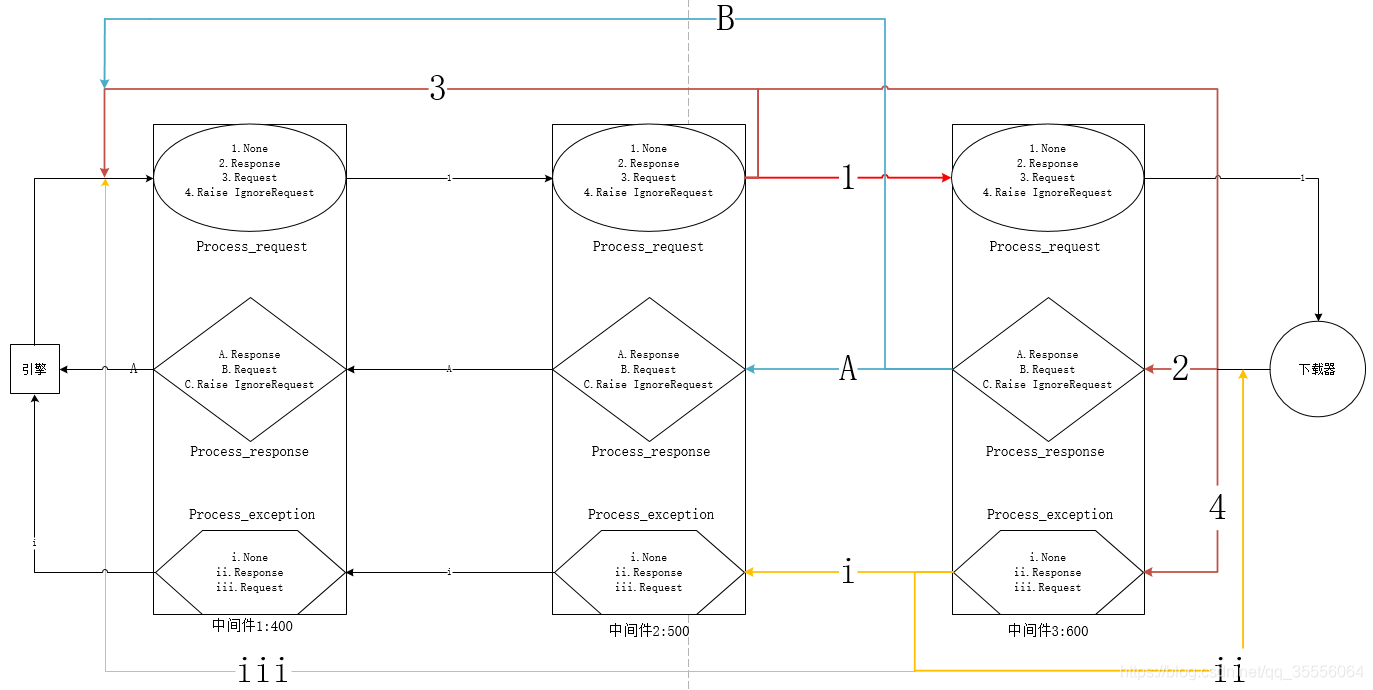 B
3
1.None
2.Response
3.Request
4.Raise IgnoreRequest
Process_request
1
1.None
2.Response
3.Request
4.Raise IgnoreRequest
Process_request
1
1.None
2.Response
3.Request
4.Raise IgnoreRequest
Process_request
1
引擎
A
A.Response
B.Request
C.Raise IgnoreRequest
Process_response
A
A.Response
B.Request
C.Raise IgnoreRequest
Process_response
A
A.Response
B.Request
C.Raise IgnoreRequest
Process_response
2
下载器
4
i
Process_exception
i.None
ii.Response
iii.Request
中间件1:400
i
Process_exception
i.None
ii.Response
iii.Request
中间件2:500
i
Process_exception
i.None
ii.Response
iii.Request
中间件3:600
iii
ii
https://blog.csdn.net/qq_35556064